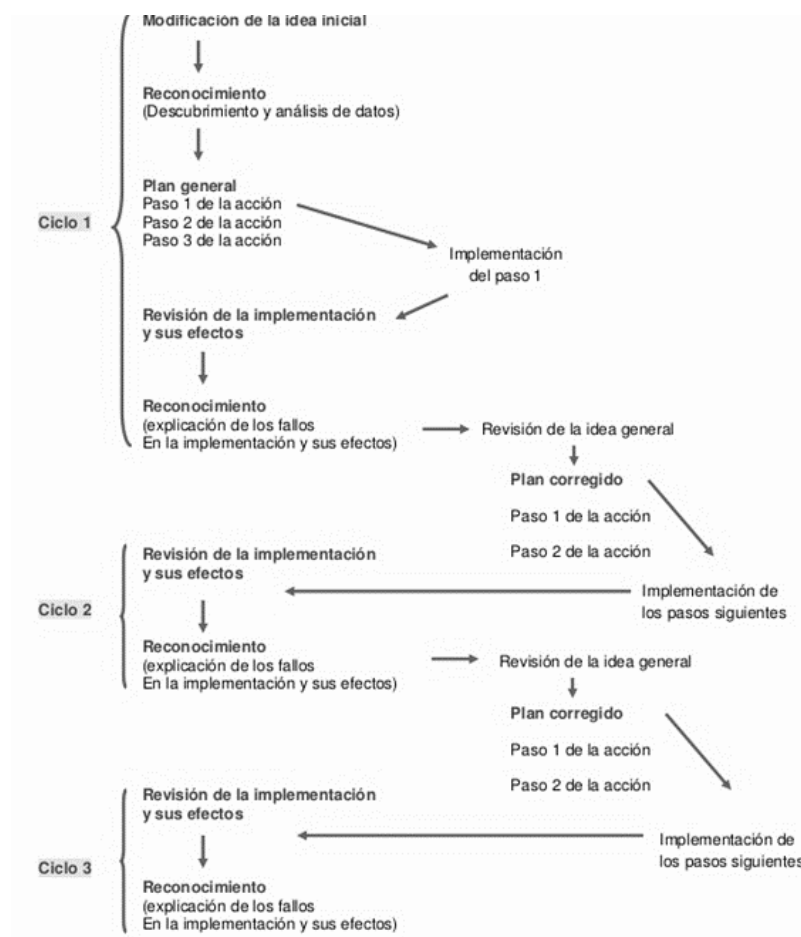 Modificación de la idea inicial
Reconocimiento
(Descubrimiento y análisis de datos)
Plan general
Paso 1 de la acción
Ciclo 1
Paso 2 de la acción
Paso 3 de la acción
Implementación
del paso 1
Revisión de la implementación
y sus efectos
Reconocimiento
(explicación de los fallos
En la implementación y sus efectos)
Revisión de la idea general
Plan corregido
Paso 1 de la acción
Paso 2 de la acción
Revisión de la implementación
y sus efectos
Implementación de
los pasos siguientes
Ciclo 2
Reconocimiento
(explicación de los fallos
En la implementación y sus efectos)
Revisión de la idea general
Plan corregido
Paso 1 de la acción
Paso 2 de la acción
Revisión de la implementación
y sus efectos
Implementación de
los pasos siguientes
Ciclo 3
Reconocimiento
(explicación de los fallos
En la implementación y sus efectos)